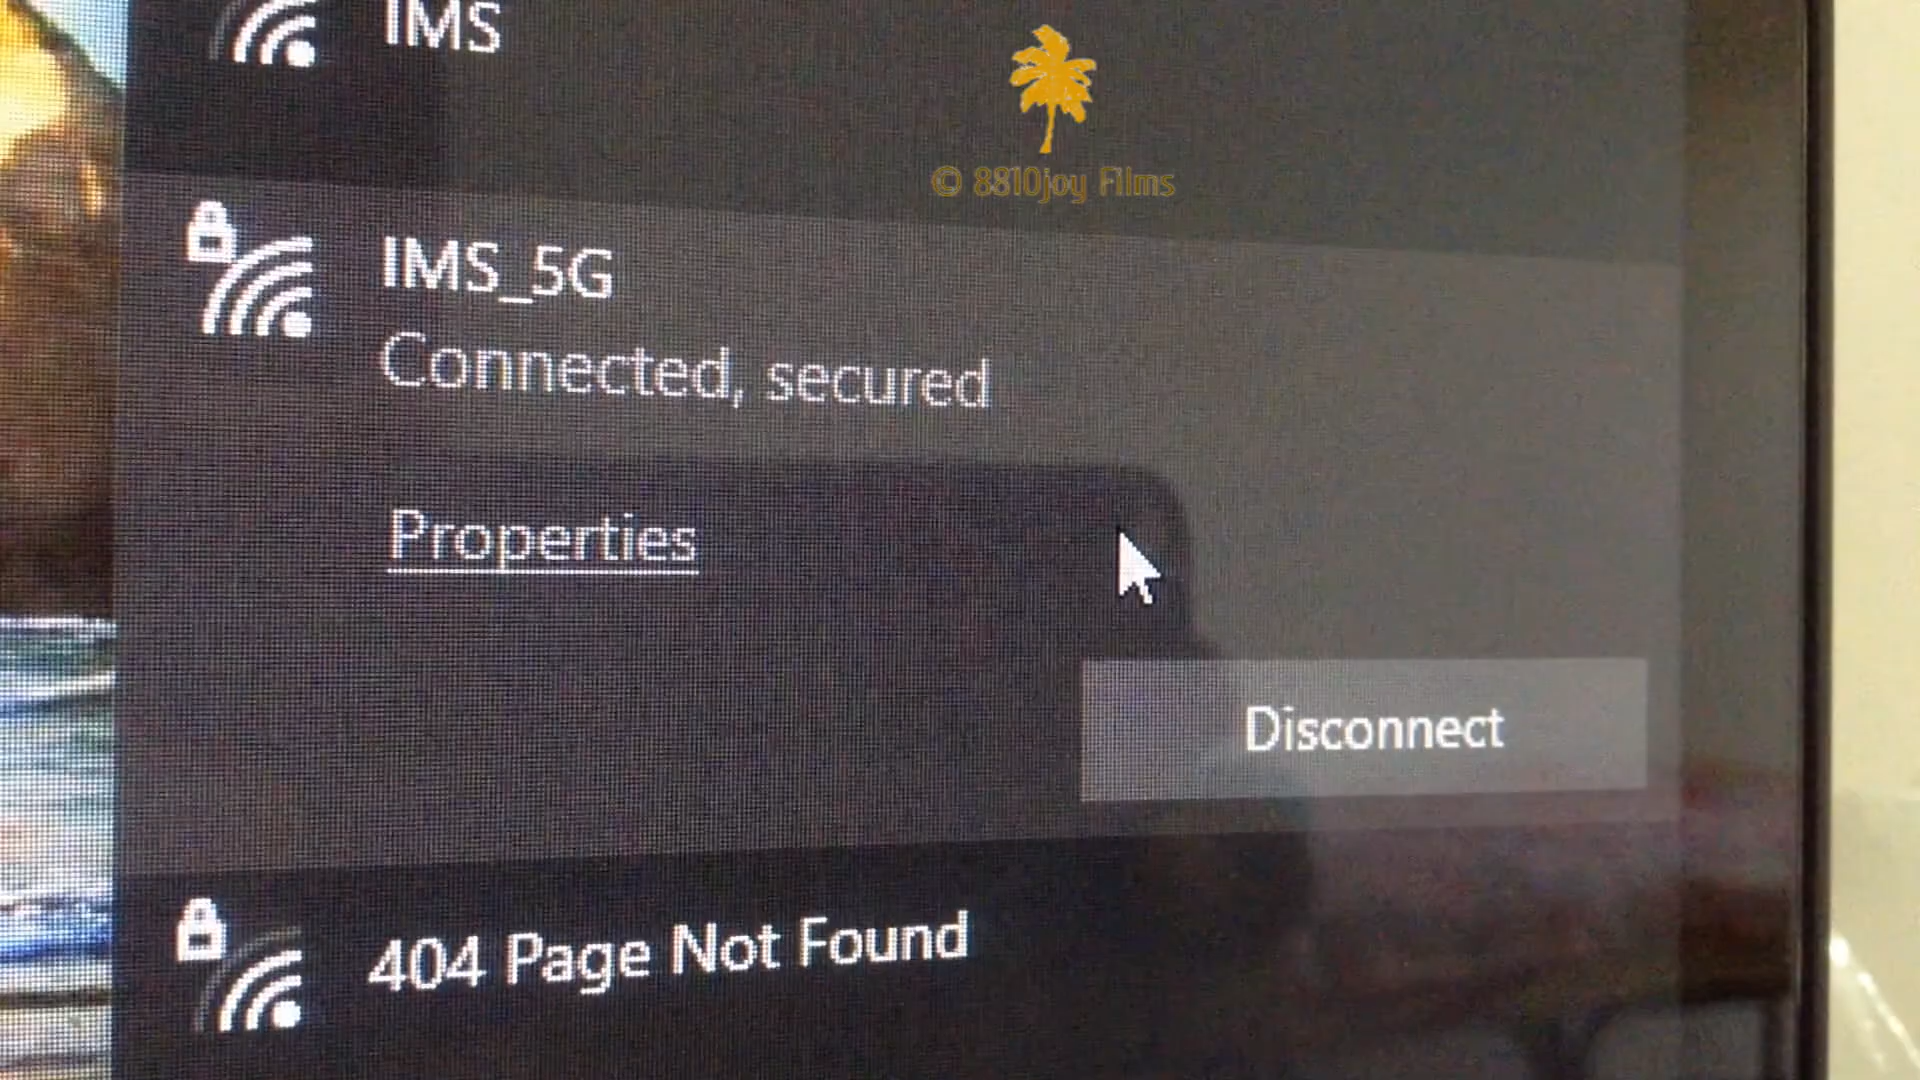 IMS
© 8810joy Films
IMS_5G
Connected, secured
Properties
Disconnect
404 Page Not Found